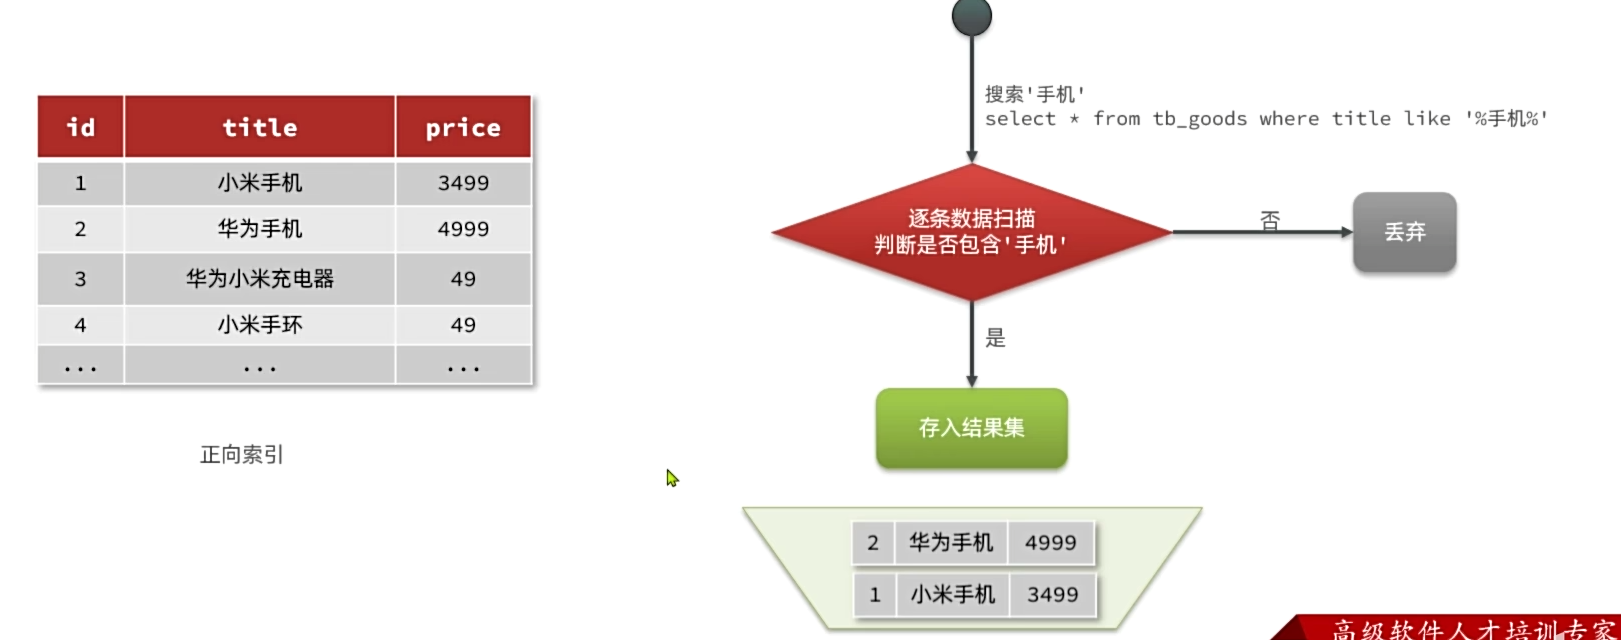 id title price
1 小米手机 3499
2 华为手机 4999
3 华为小米充电器 49
4 小米手环 49
... ... ...
正向索引
搜索'手机'
select * from tb_goods where title like '%手机%'
逐条数据扫描
判断是否包含'手机'
否
丢弃
是
存入结果集
2 华为手机 4999
1 小米手机 3499
高级软件人才培训专家